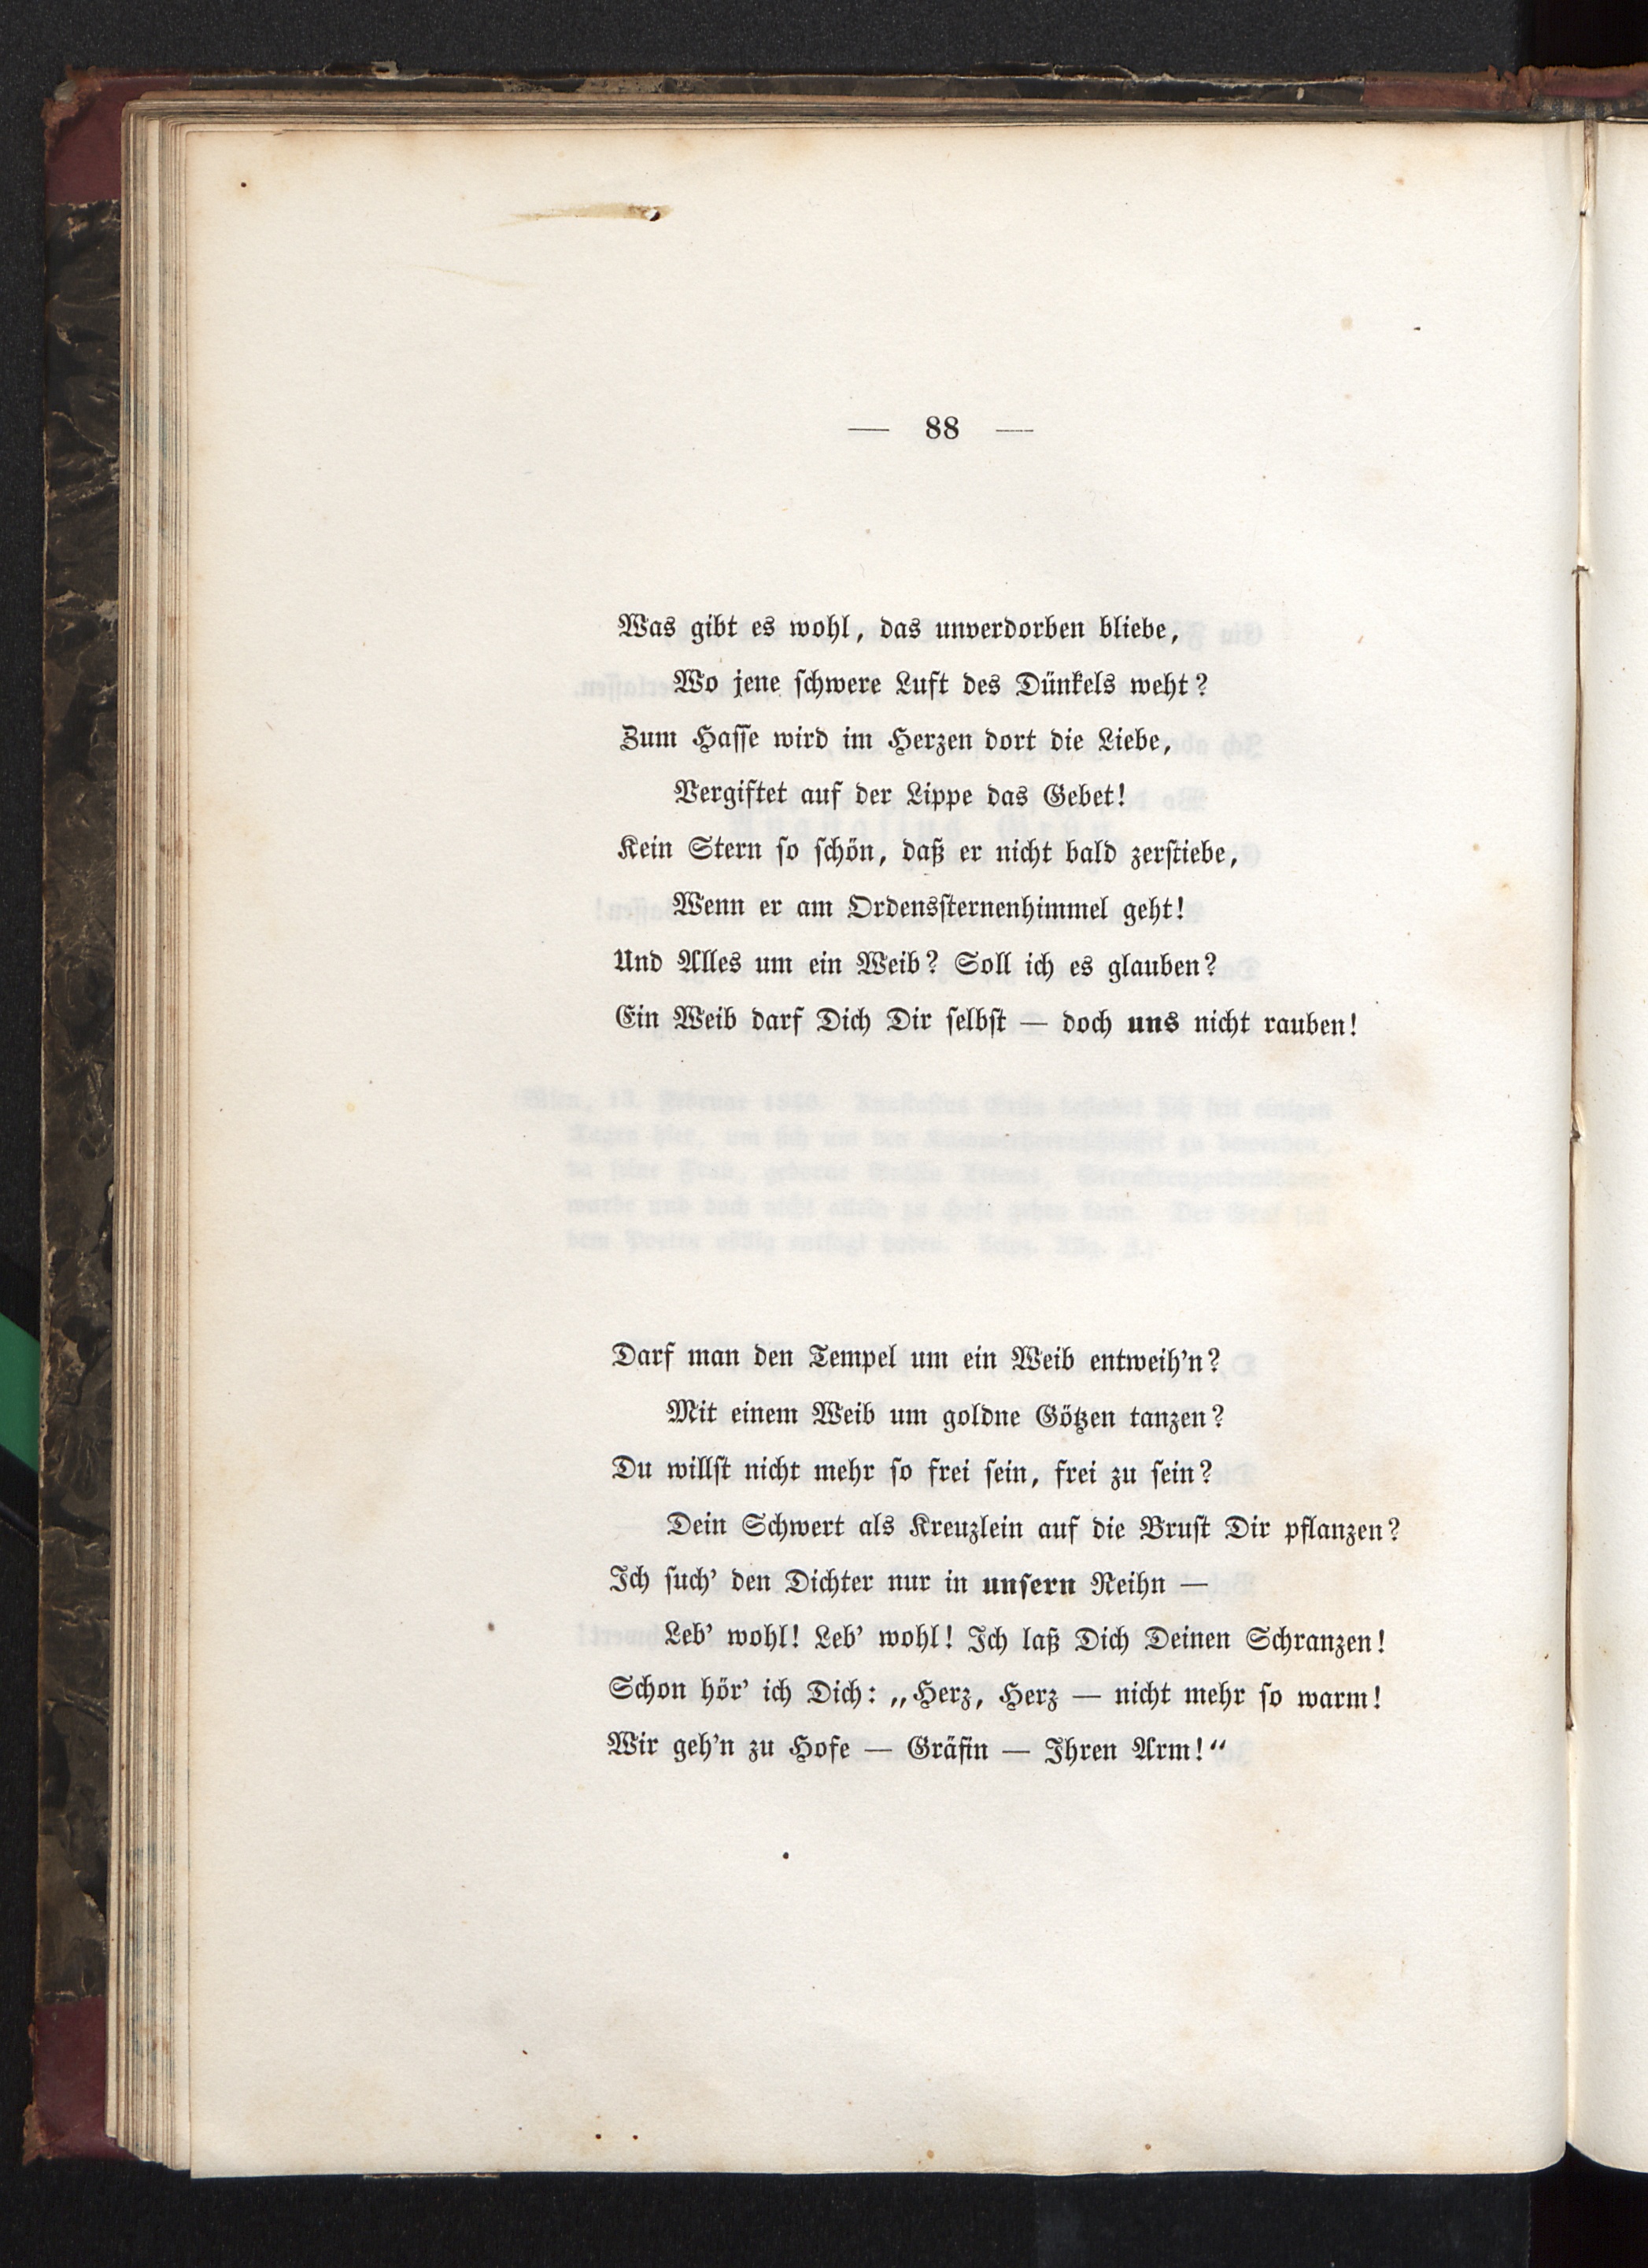 — 88 —
Was gibt es wohl, das unverdorben bliebe,
Wo jene schwere Luft des Dünkels weht?
Zum Hasse wird im Herzen dort die Liebe,
Vergiftet auf der Lippe das Gebet!
Kein Stern so schön, daß er nicht bald zerstiebe,
Wenn er am Ordenssternenhimmel geht!
Und Alles um ein Weib? Soll ich es glauben?
Ein Weib darf Dich Dir selbst — doch uns nicht rauben!
Darf man den Tempel um ein Weib entweih'n?
Mit einem Weib um goldne Götzen tanzen?
Du willst nicht mehr so frei sein, frei zu sein?
Dein Schwert als Kreuzlein auf die Brust Dir pflanzen?
Ich such' den Dichter nur in unsern Reihn —
Leb' wohl! Leb' wohl! Ich laß Dich Deinen Schranzen!
Schon hör' ich Dich: „Herz, Herz — nicht mehr so warm!
Wir geh'n zu Hofe — Gräfin — Ihren Arm!“